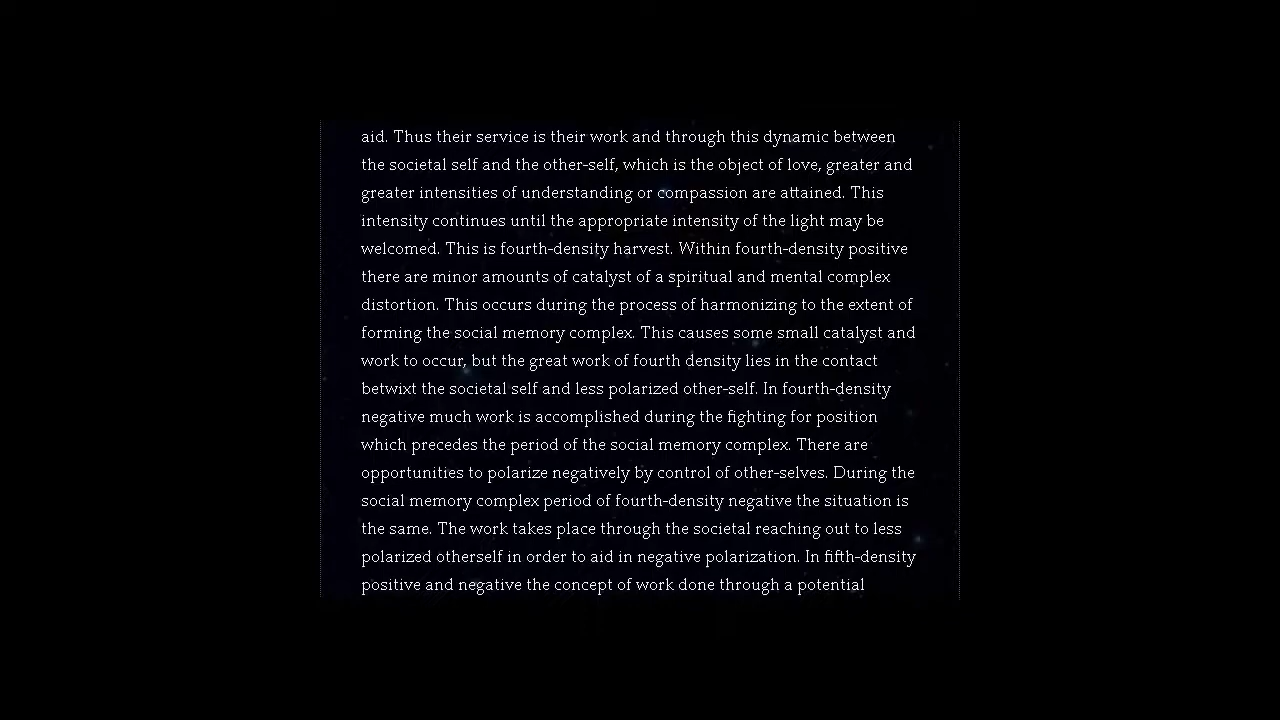 aid. Thus their service is their work and through this dynamic between
the societal self and the other-self, which is the object of love, greater and
greater intensities of understanding or compassion are attained. This
intensity continues until the appropriate intensity of the light may be
welcomed. This is fourth-density harvest. Within fourth-density positive
there are minor amounts of catalyst of a spiritual and mental complex
distortion. This occurs during the process of harmonizing to the extent of
forming the social memory complex. This causes some small catalyst and
work to occur, but the great work of fourth density lies in the contact
betwixt the societal self and less polarized other-self. In fourth-density
negative much work is accomplished during the fighting for position
which precedes the period of the social memory complex. There are
opportunities to polarize negatively by control of other-selves. During the
social memory complex period of fourth-density negative the situation is
the same. The work takes place through the societal reaching out to less
polarized otherself in order to aid in negative polarization. In fifth-density
positive and negative the concept of work done through a potential